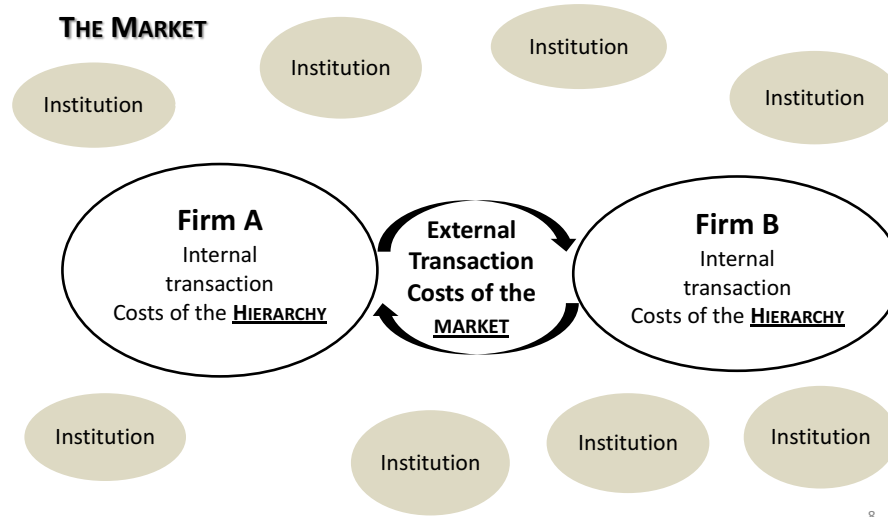 THE MARKET
Institution
Institution
Institution
Institution
Firm A
Internal
transaction
Costs of the HIERARCHY
External
Transaction
Costs of the
MARKET
Firm B
Internal
transaction
Costs of the HIERARCHY
Institution
Institution
Institution
Institution
8